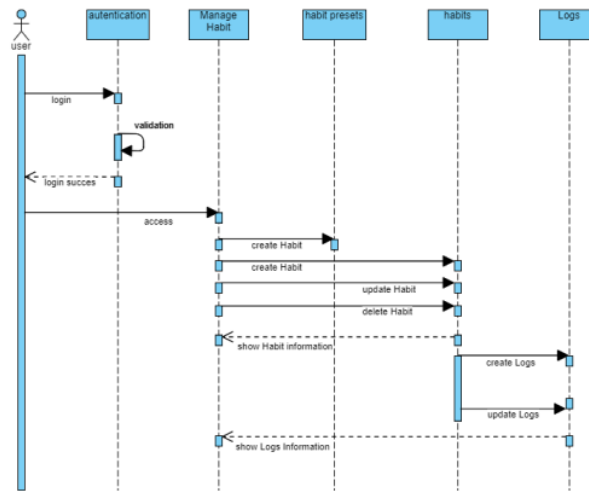 autentication
Manage
Habit
habit presets
habits
Logs
user
login
validation
login succes
access
create Habit
create Habit
update Habit
delete Habit
show Habit information
create Logs
update Logs
show Logs Information